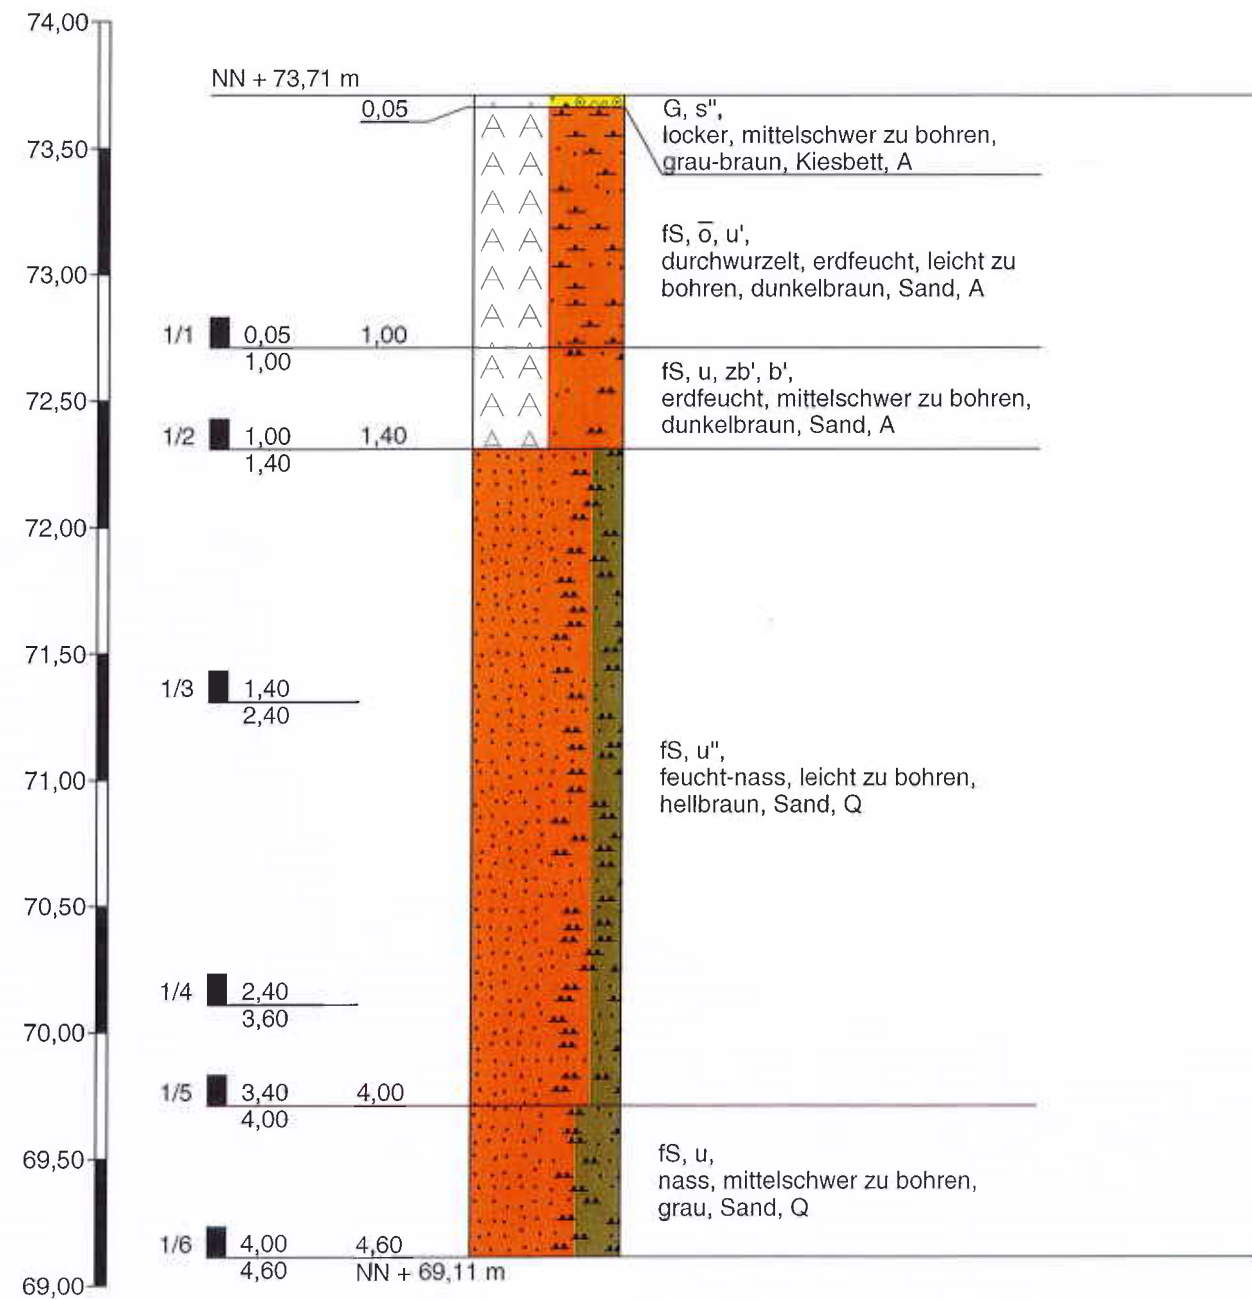 74,00
NN + 73,71 m
0,05
G, s",
locker, mittelschwer zu bohren,
grau-braun, Kiesbett, A
73,50
fS, o̅, u',
durchwurzelt, erdfeucht, leicht zu
bohren, dunkelbraun, Sand, A
73,00
1/1 0,05 1,00
1,00
fS, u, zb', b',
erdfeucht, mittelschwer zu bohren,
dunkelbraun, Sand, A
72,50
1/2 1,00 1,40
1,40
72,00
71,50
1/3 1,40
2,40
fS, u",
feucht-nass, leicht zu bohren,
hellbraun, Sand, Q
71,00
70,50
1/4 2,40
3,60
70,00
1/5 3,40 4,00
4,00
fS, u,
nass, mittelschwer zu bohren,
grau, Sand, Q
69,50
1/6 4,00 4,60
4,60 NN + 69,11 m
69,00